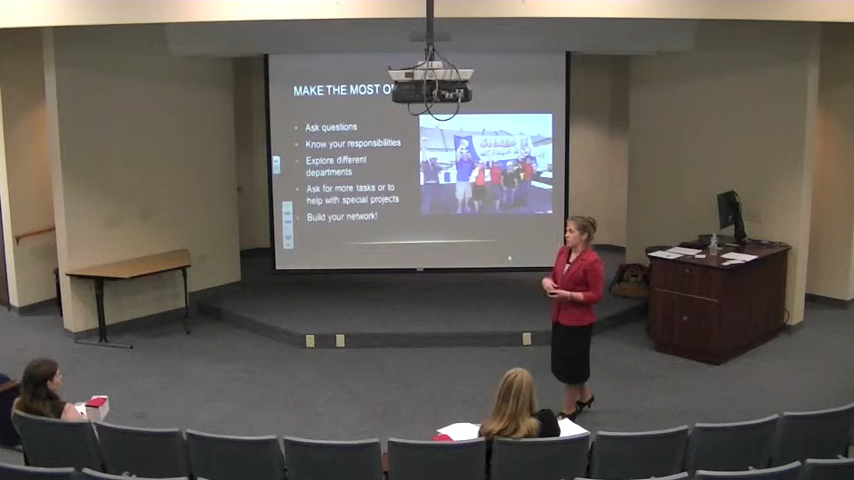 MAKE THE MOST O
Ask questions
Know your responsibilities
Explore different
departments
Ask for more tasks or to
help with special projects
Build your network!